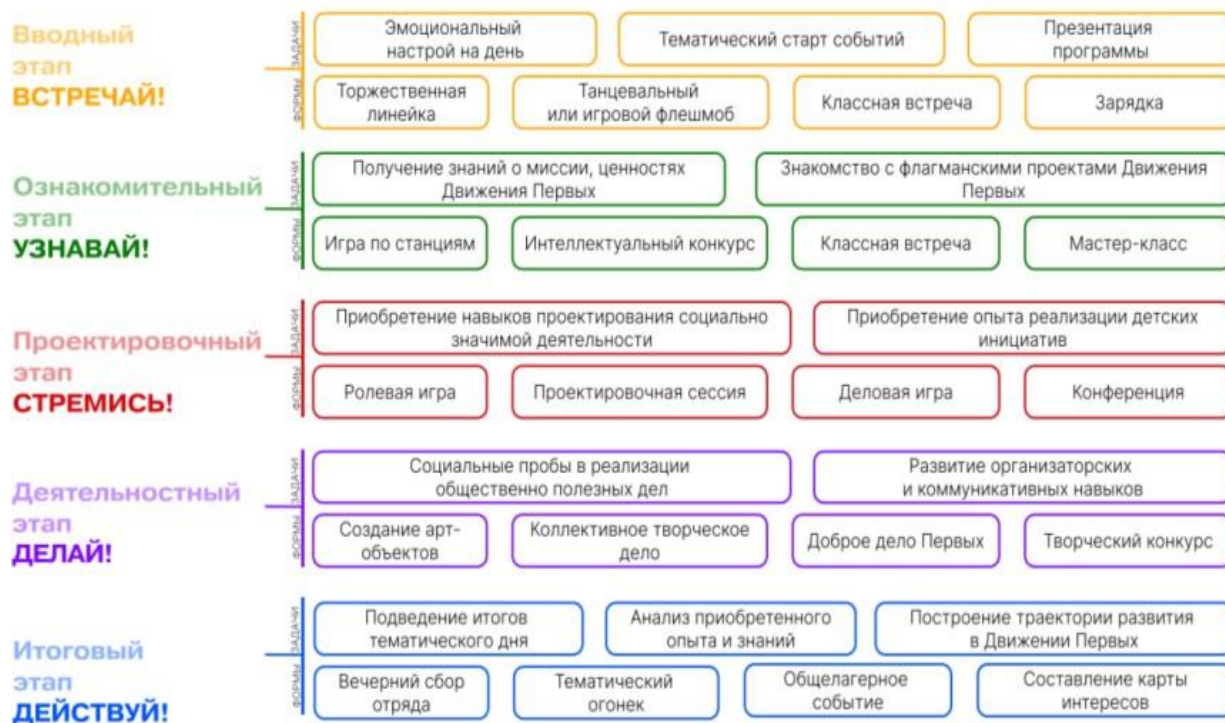 Вводный
этап
ВСТРЕЧАЙ!
ЗАДАЧИ
Эмоциональный
настрой на день
Тематический старт событий
Презентация
программы
ФОРМЫ
Торжественная
линейка
Танцевальный
или игровой флешмоб
Классная встреча
Зарядка
Ознакомительный
этап
УЗНАВАЙ!
ЗАДАЧИ
Получение знаний о миссии, ценностях
Движения Первых
Знакомство с флагманскими проектами Движения
Первых
ФОРМЫ
Игра по станциям
Интеллектуальный конкурс
Классная встреча
Мастер-класс
Проектировочный
этап
СТРЕМИСЬ!
ЗАДАЧИ
Приобретение навыков проектирования социально
значимой деятельности
Приобретение опыта реализации детских
инициатив
ФОРМЫ
Ролевая игра
Проектировочная сессия
Деловая игра
Конференция
Деятельностный
этап
ДЕЛАЙ!
ЗАДАЧИ
Социальные пробы в реализации
общественно полезных дел
Развитие организаторских
и коммуникативных навыков
ФОРМЫ
Создание арт-
объектов
Коллективное творческое
дело
Доброе дело Первых
Творческий конкурс
Итоговый
этап
ДЕЙСТВУЙ!
ЗАДАЧИ
Подведение итогов
тематического дня
Анализ приобретенного
опыта и знаний
Построение траектории развития
в Движении Первых
ФОРМЫ
Вечерний сбор
отряда
Тематический
огонек
Общелагерное
событие
Составление карты
интересов